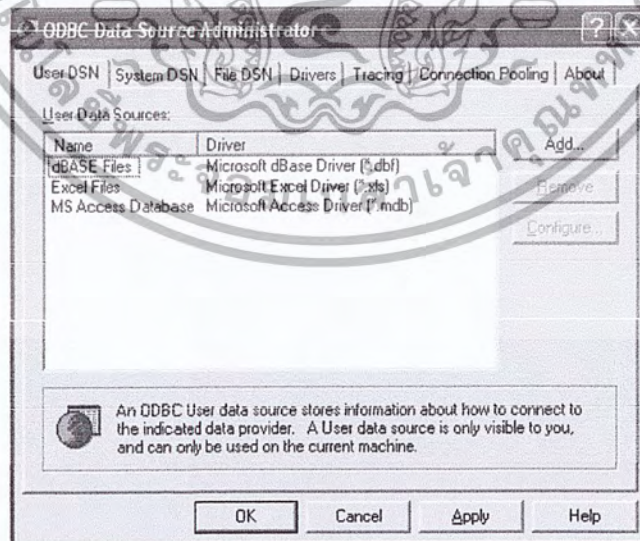 ODBC Data Source Administrator
User DSN System DSN File DSN Drivers Tracing Connection Pooling About
User Data Sources:
Name Driver
dBASE Files Microsoft dBase Driver (*.dbf)
Excel Files Microsoft Excel Driver (*.xls)
MS Access Database Microsoft Access Driver (*.mdb)
Add...
Remove
Configure...
An ODBC User data source stores information about how to connect to
the indicated data provider. A User data source is only visible to you,
and can only be used on the current machine.
OK Cancel Apply Help